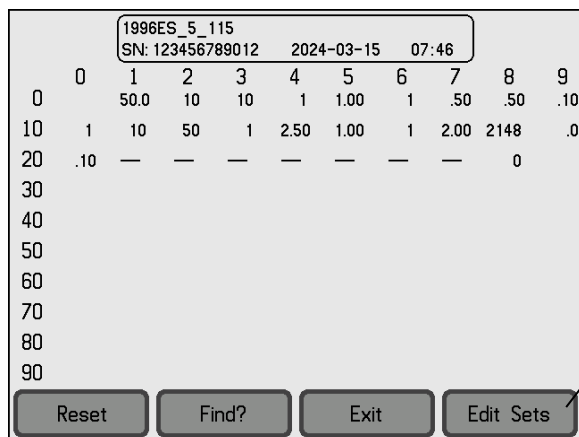 1996ES_5_115
SN: 123456789012 2024-03-15 07:46
0 1 2 3 4 5 6 7 8 9
0 50.0 10 10 1 1.00 1 .50 .50 .10
10 1 10 50 1 2.50 1.00 1 2.00 2148 .0
20 .10 — — — — — — — 0
30
40
50
60
70
80
90
Reset Find? Exit Edit Sets